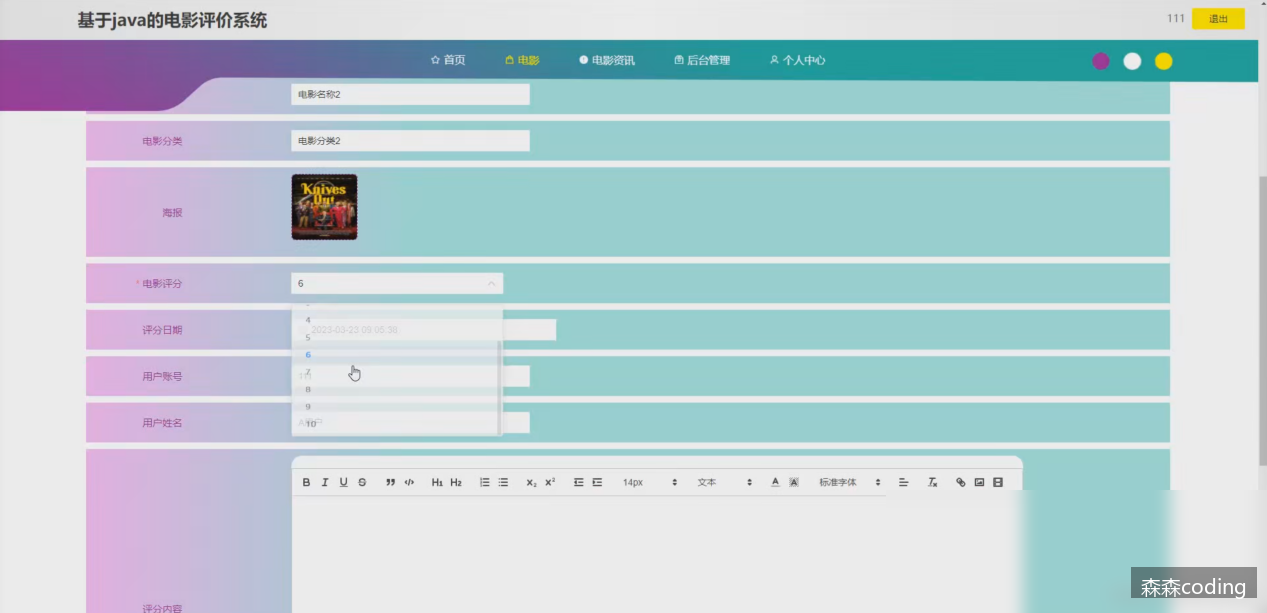 基于java的电影评价系统
111 退出
首页 电影 电影资讯 后台管理 个人中心
电影名称2
电影分类 电影分类2
海报 Knives Out
* 电影评分 6
4
评分日期 2023-03-23 09:05:38
5
6
用户账号
7
8
9
用户姓名
10
B I U S ” </> H1 H2 X2 X2 14px 文本 A A 标准字体 Tx
评分内容
森森coding